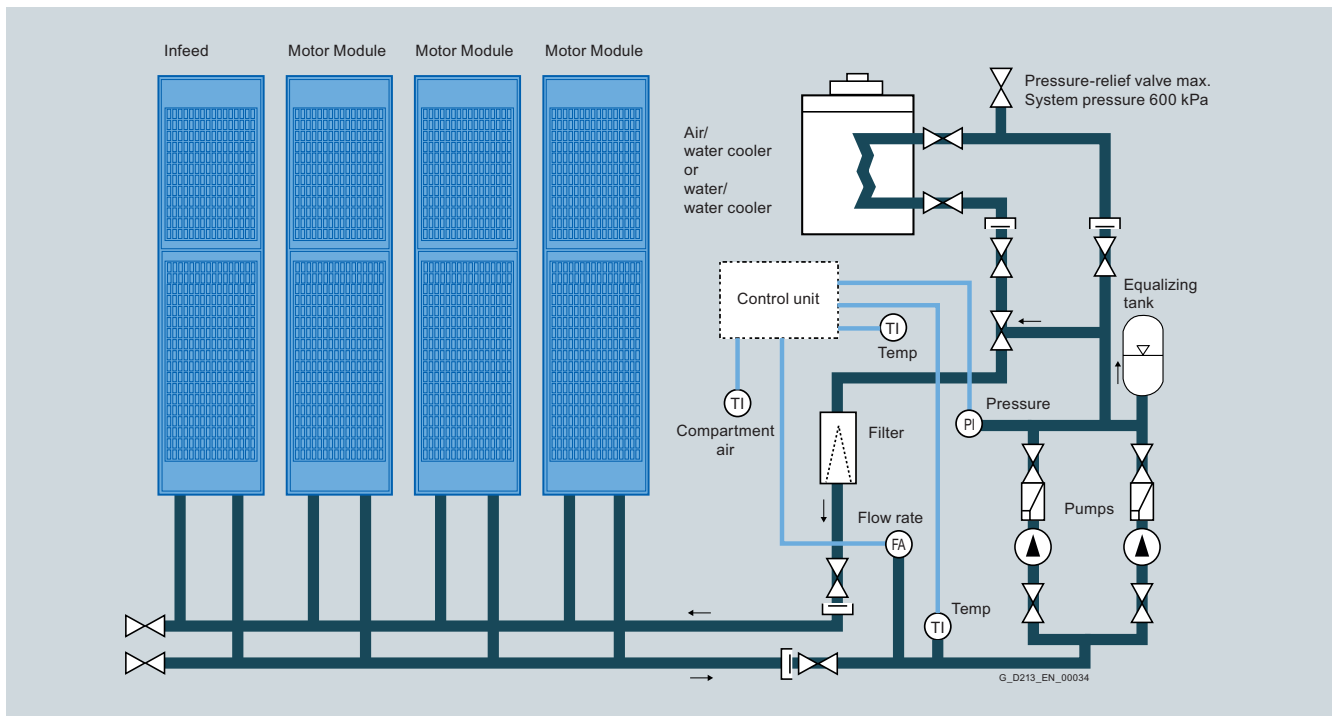 Infeed
Motor Module
Motor Module
Motor Module
Pressure-relief valve max.
System pressure 600 kPa
Air/
water cooler
or
water/
water cooler
Control unit
Equalizing
tank
TI
Temp
TI
Compartment
air
Pressure
PI
Filter
Pumps
Flow rate
FA
Temp
TI
G_D213_EN_00034